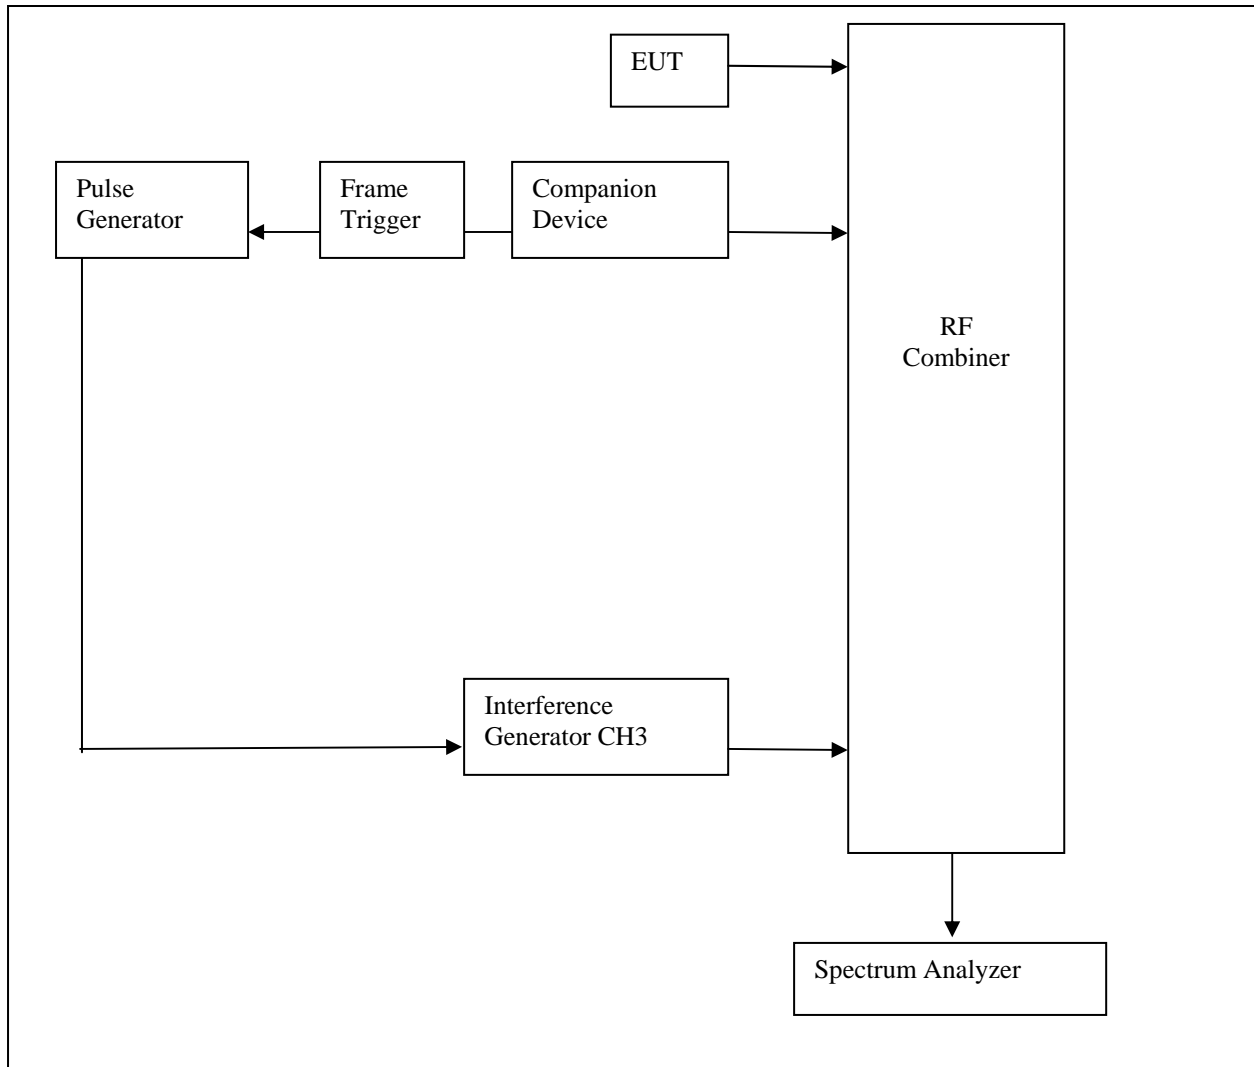 EUT
Pulse
Generator
Frame
Trigger
Companion
Device
RF
Combiner
Interference
Generator CH3
Spectrum Analyzer